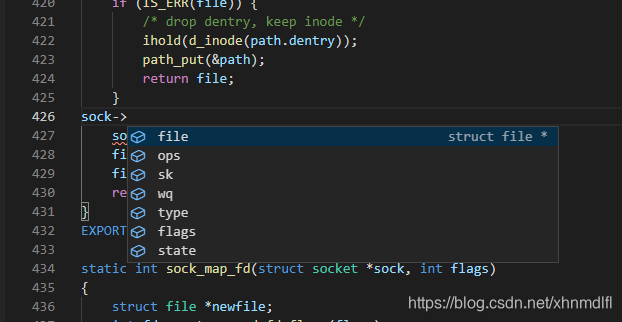 420 if (IS_ERR(file)) {
421 /* drop dentry, keep inode */
422 ihold(d_inode(path.dentry));
423 path_put(&path);
424 return file;
425 }
426 sock->
file struct file *
427 so
ops
428 fi
sk
429 fi
wq
430 re
type
431 }
flags
432 EXPORT
state
433
434 static int sock_map_fd(struct socket *sock, int flags)
435 {
436 struct file *newfile;
https://blog.csdn.net/xhnmdlfl